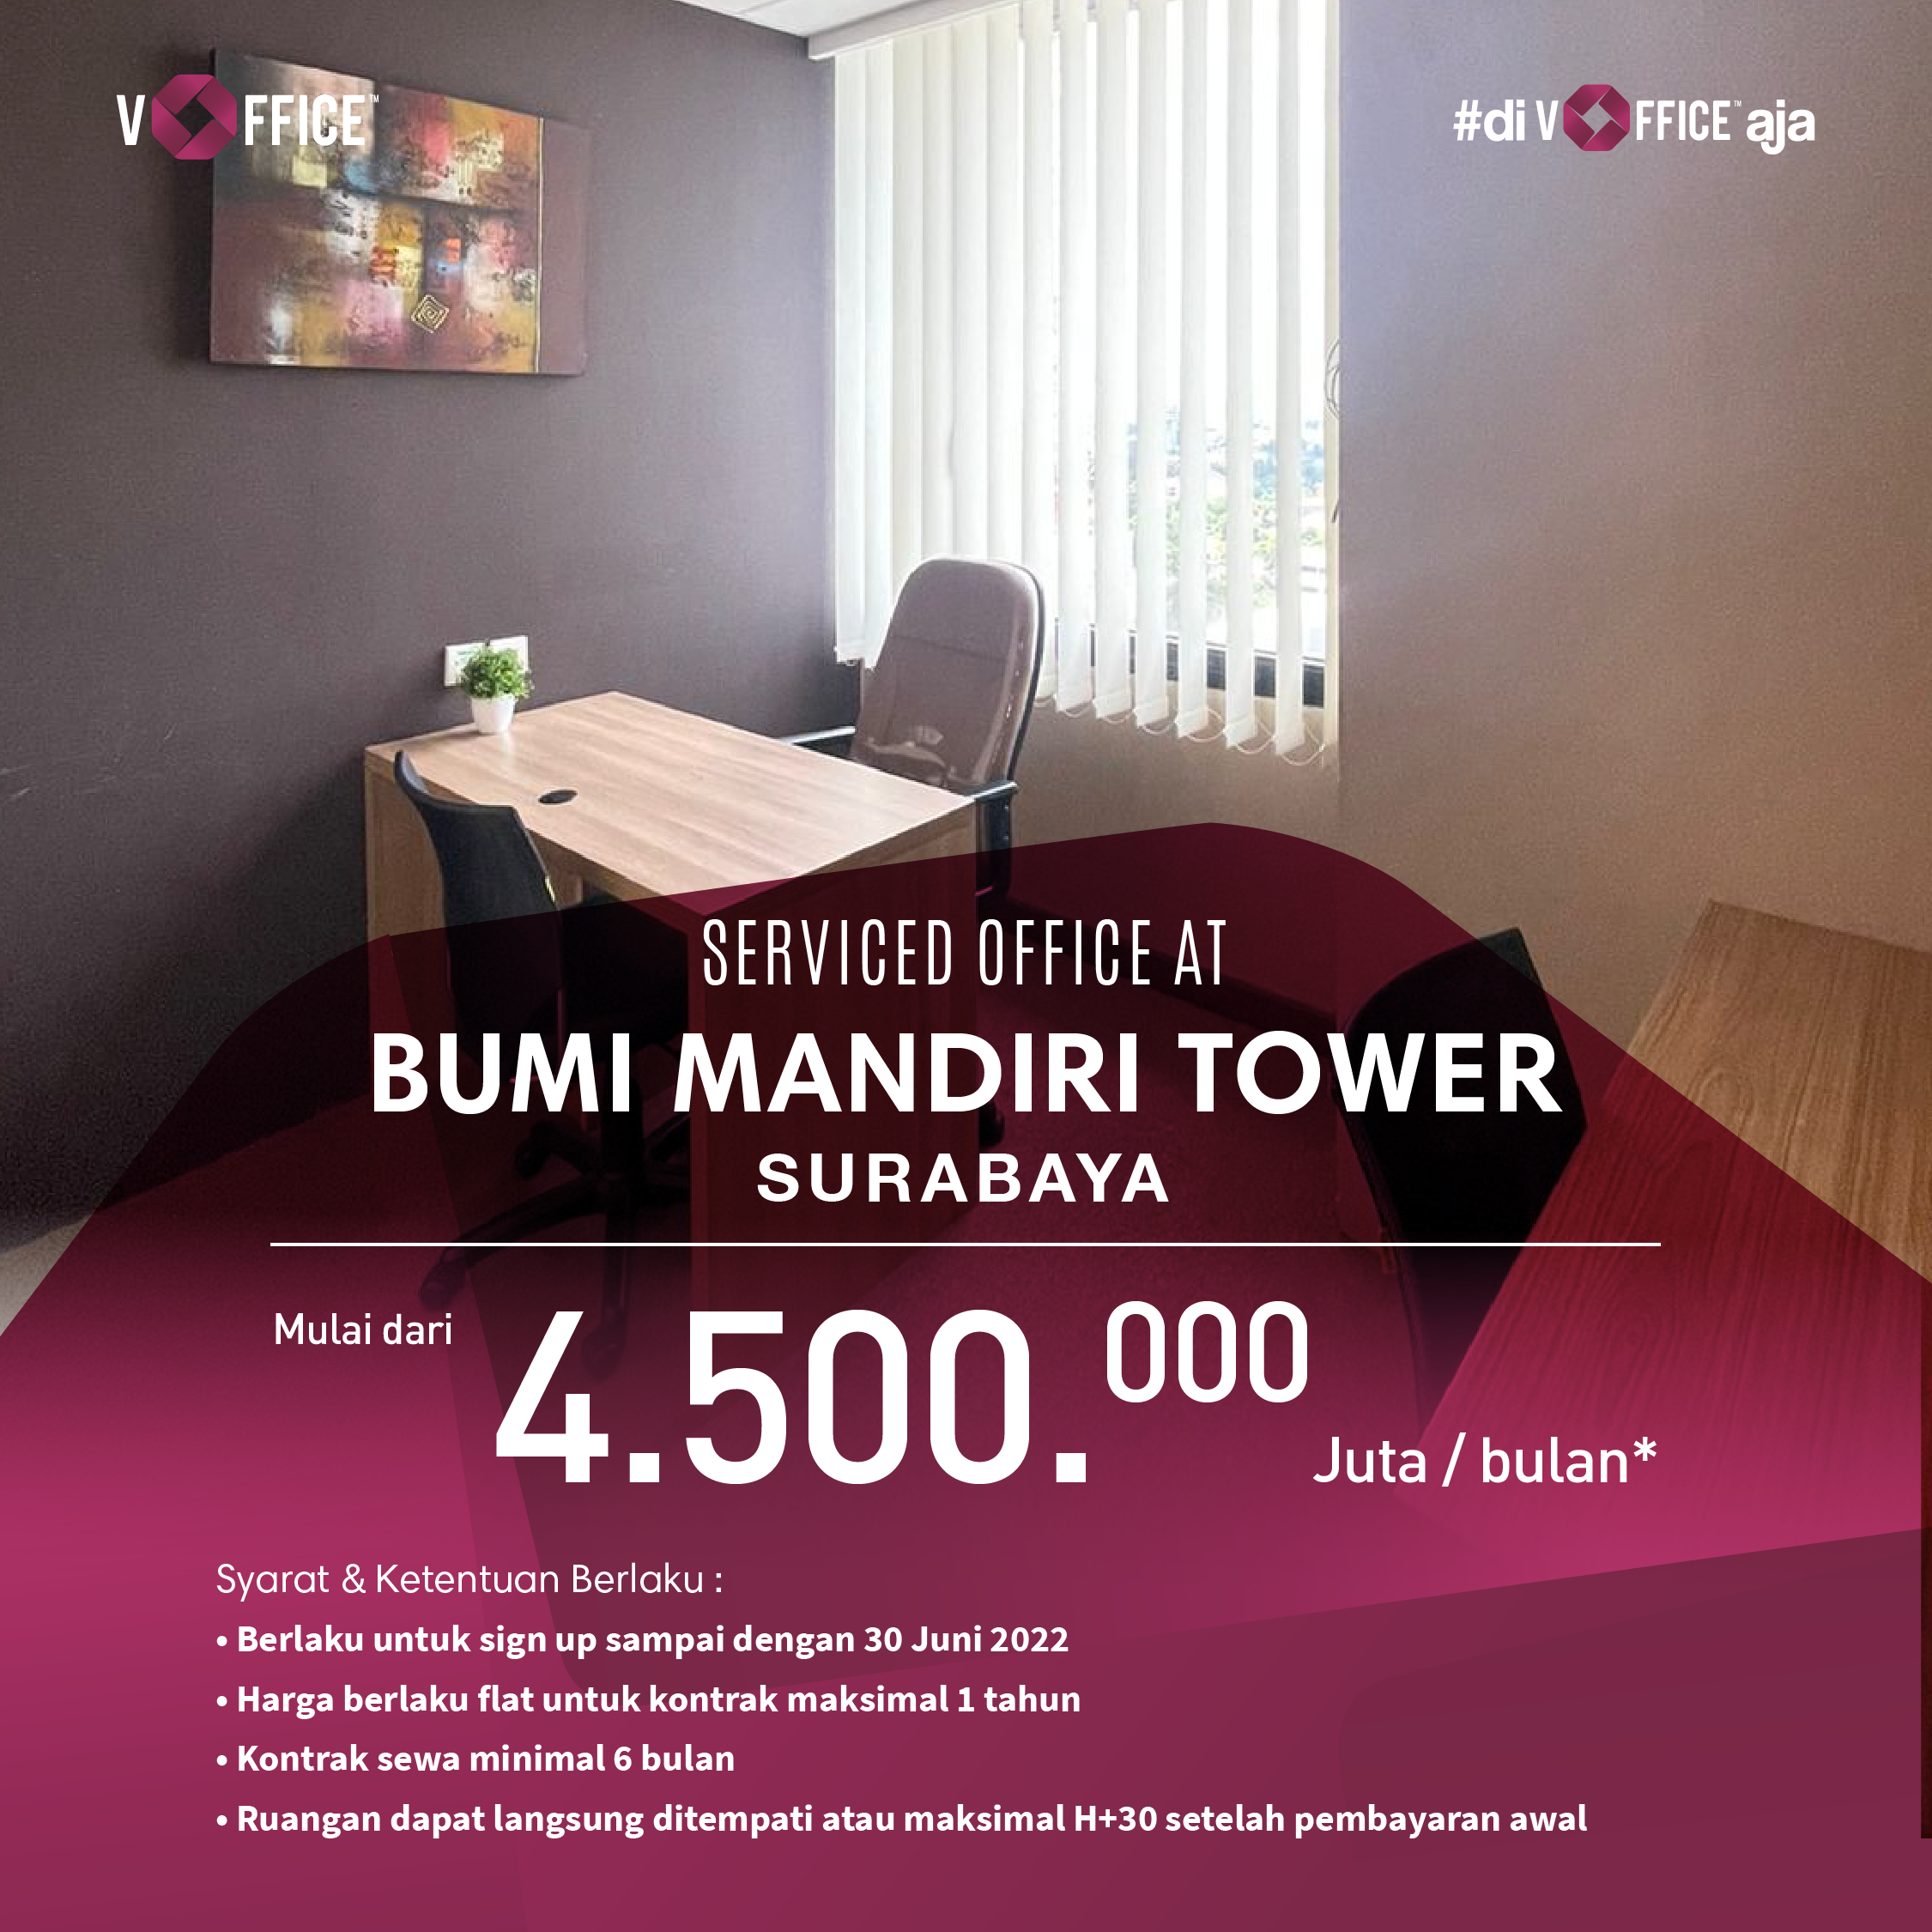 VOFFICE™
#di VOFFICE™ aja
SERVICED OFFICE AT
BUMI MANDIRI TOWER
SURABAYA
Mulai dari 4.500.000 Juta / bulan*
Syarat & Ketentuan Berlaku :
• Berlaku untuk sign up sampai dengan 30 Juni 2022
• Harga berlaku flat untuk kontrak maksimal 1 tahun
• Kontrak sewa minimal 6 bulan
• Ruangan dapat langsung ditempati atau maksimal H+30 setelah pembayaran awal